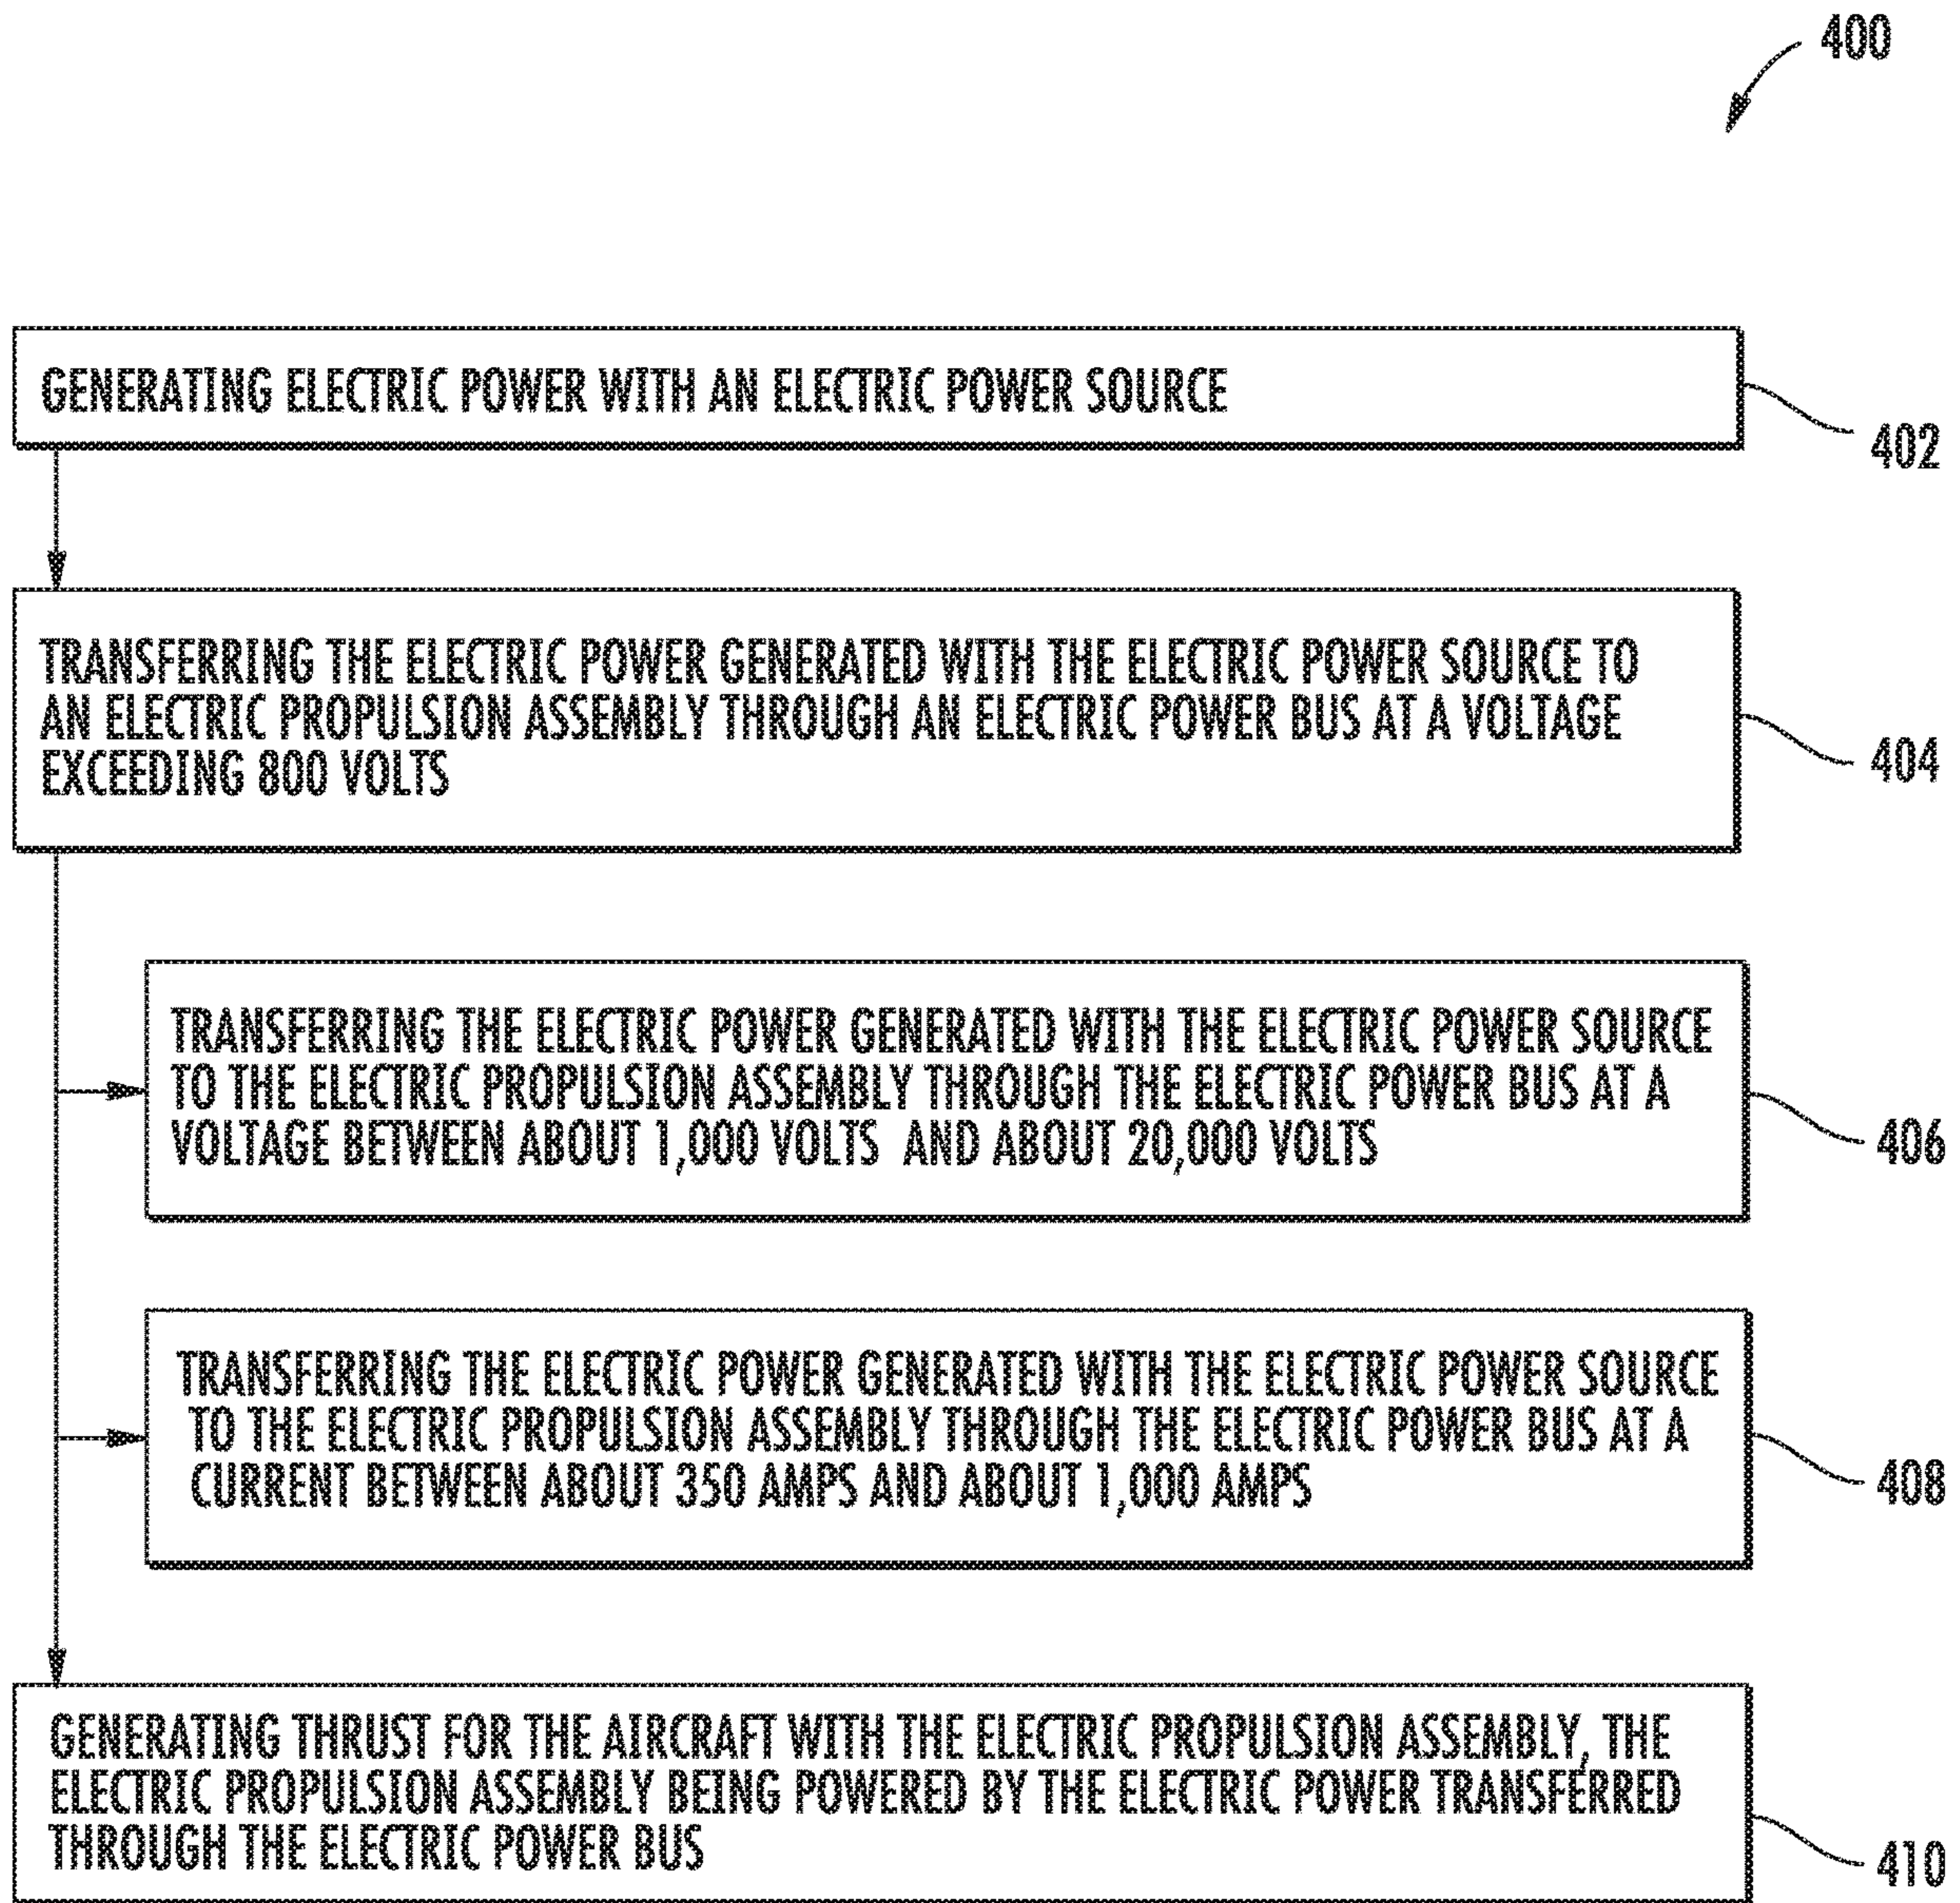 400
GENERATING ELECTRIC POWER WITH AN ELECTRIC POWER SOURCE
402
TRANSFERRING THE ELECTRIC POWER GENERATED WITH THE ELECTRIC POWER SOURCE TO
AN ELECTRIC PROPULSION ASSEMBLY THROUGH AN ELECTRIC POWER BUS AT A VOLTAGE
EXCEEDING 800 VOLTS
404
TRANSFERRING THE ELECTRIC POWER GENERATED WITH THE ELECTRIC POWER SOURCE
TO THE ELECTRIC PROPULSION ASSEMBLY THROUGH THE ELECTRIC POWER BUS AT A
VOLTAGE BETWEEN ABOUT 1,000 VOLTS AND ABOUT 20,000 VOLTS
406
TRANSFERRING THE ELECTRIC POWER GENERATED WITH THE ELECTRIC POWER SOURCE
TO THE ELECTRIC PROPULSION ASSEMBLY THROUGH THE ELECTRIC POWER BUS AT A
CURRENT BETWEEN ABOUT 350 AMPS AND ABOUT 1,000 AMPS
408
GENERATING THRUST FOR THE AIRCRAFT WITH THE ELECTRIC PROPULSION ASSEMBLY, THE
ELECTRIC PROPULSION ASSEMBLY BEING POWERED BY THE ELECTRIC POWER TRANSFERRED
THROUGH THE ELECTRIC POWER BUS
410